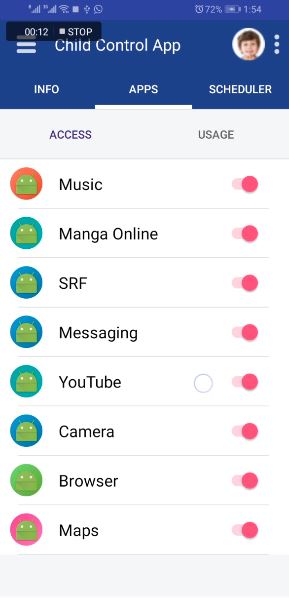 72% 1:54
00:12 STOP
Child Control App
INFO APPS SCHEDULER
ACCESS USAGE
Music
Manga Online
SRF
Messaging
YouTube
Camera
Browser
Maps